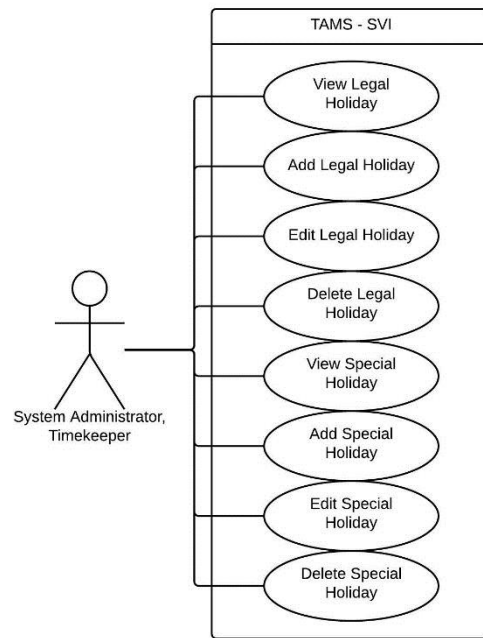 TAMS - SVI
View Legal
Holiday
Add Legal Holiday
Edit Legal Holiday
Delete Legal
Holiday
View Special
Holiday
Add Special
Holiday
Edit Special
Holiday
Delete Special
Holiday
System Administrator,
Timekeeper